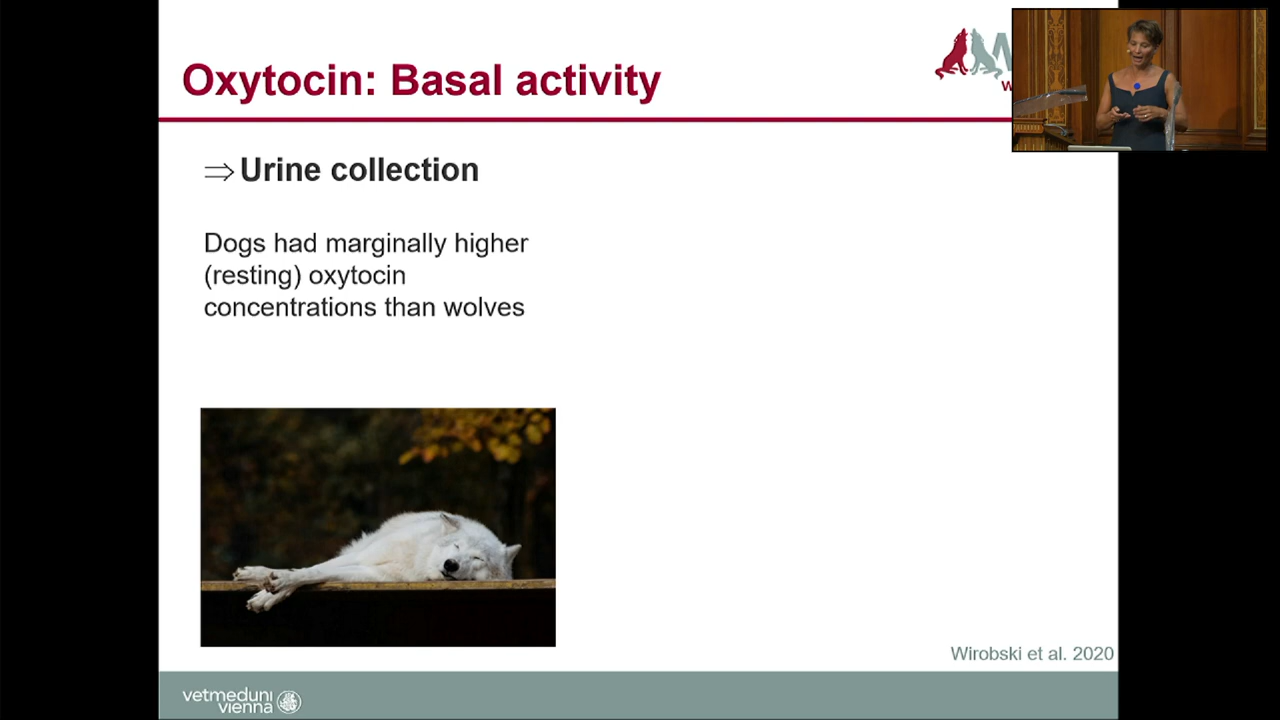 Oxytocin: Basal activity
⇒ Urine collection
Dogs had marginally higher
(resting) oxytocin
concentrations than wolves
Wirobski et al. 2020
vetmeduni
vienna